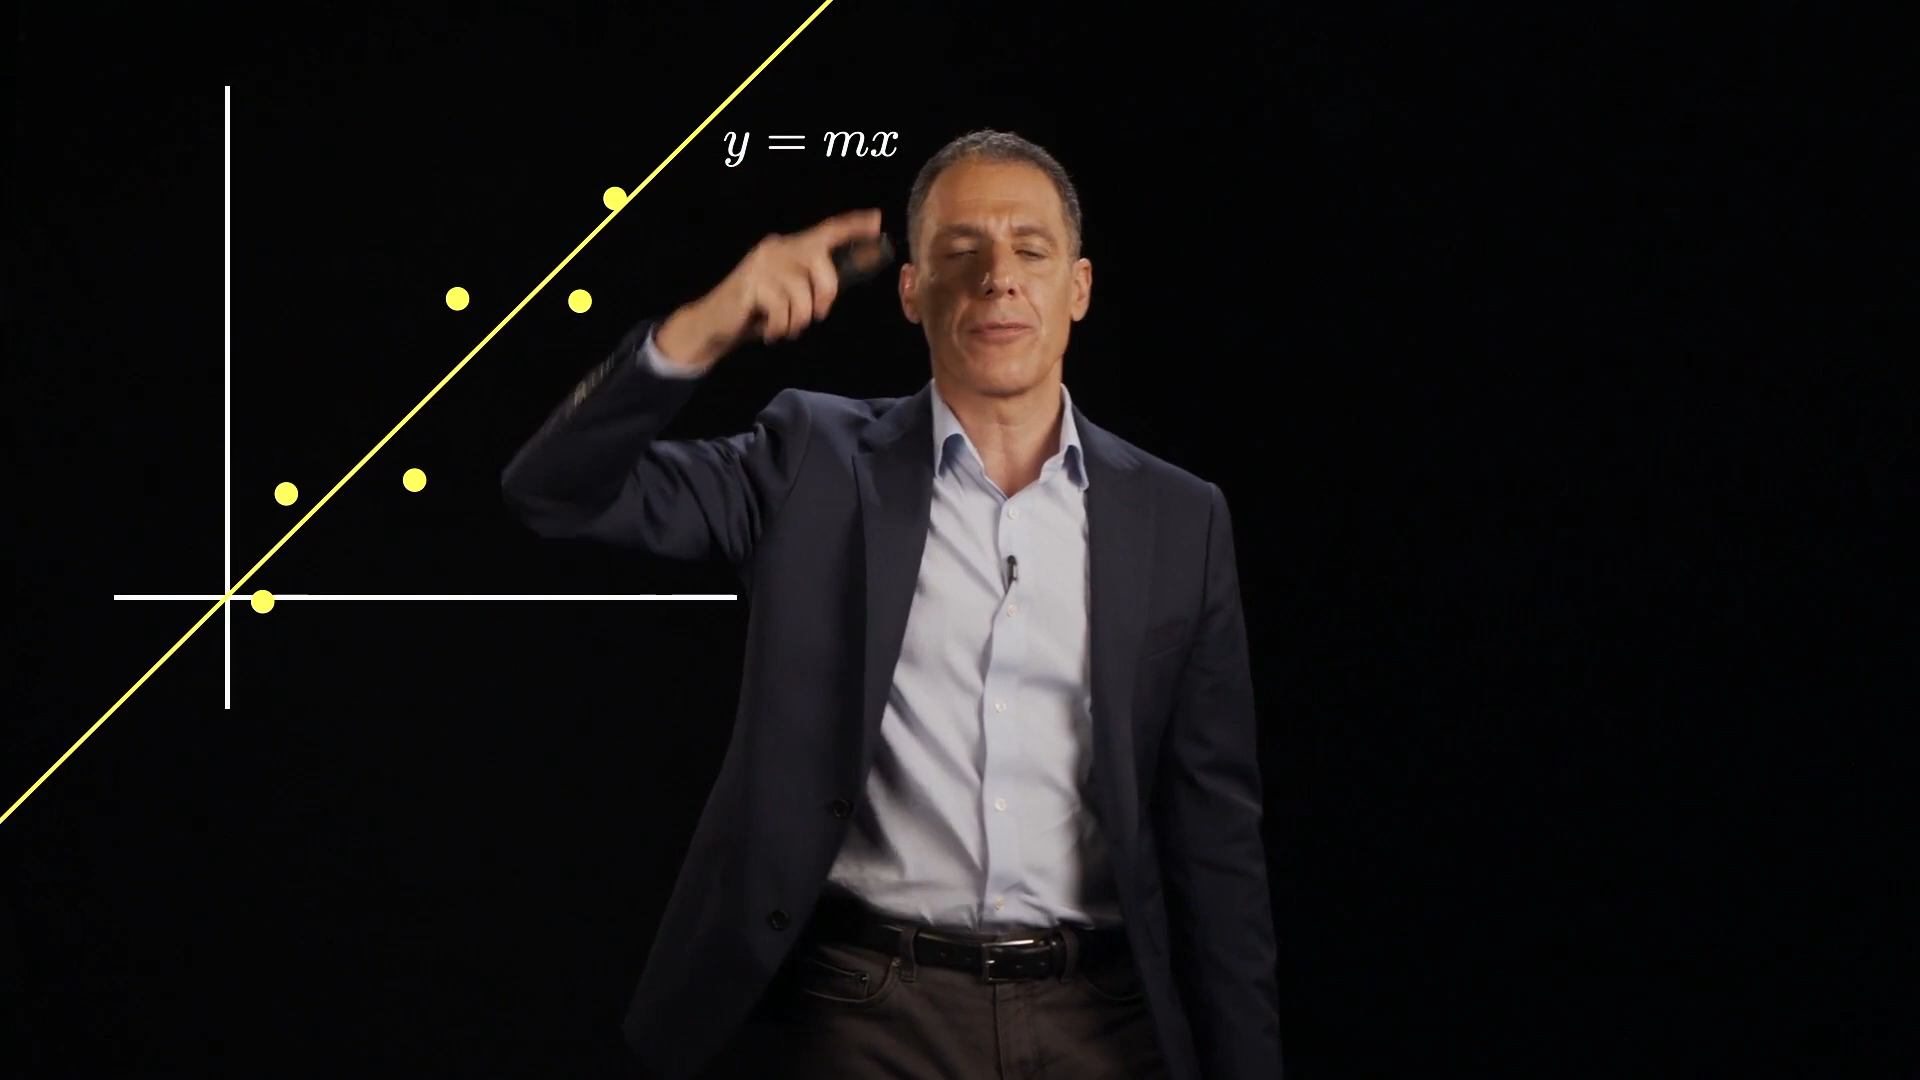 y = mx